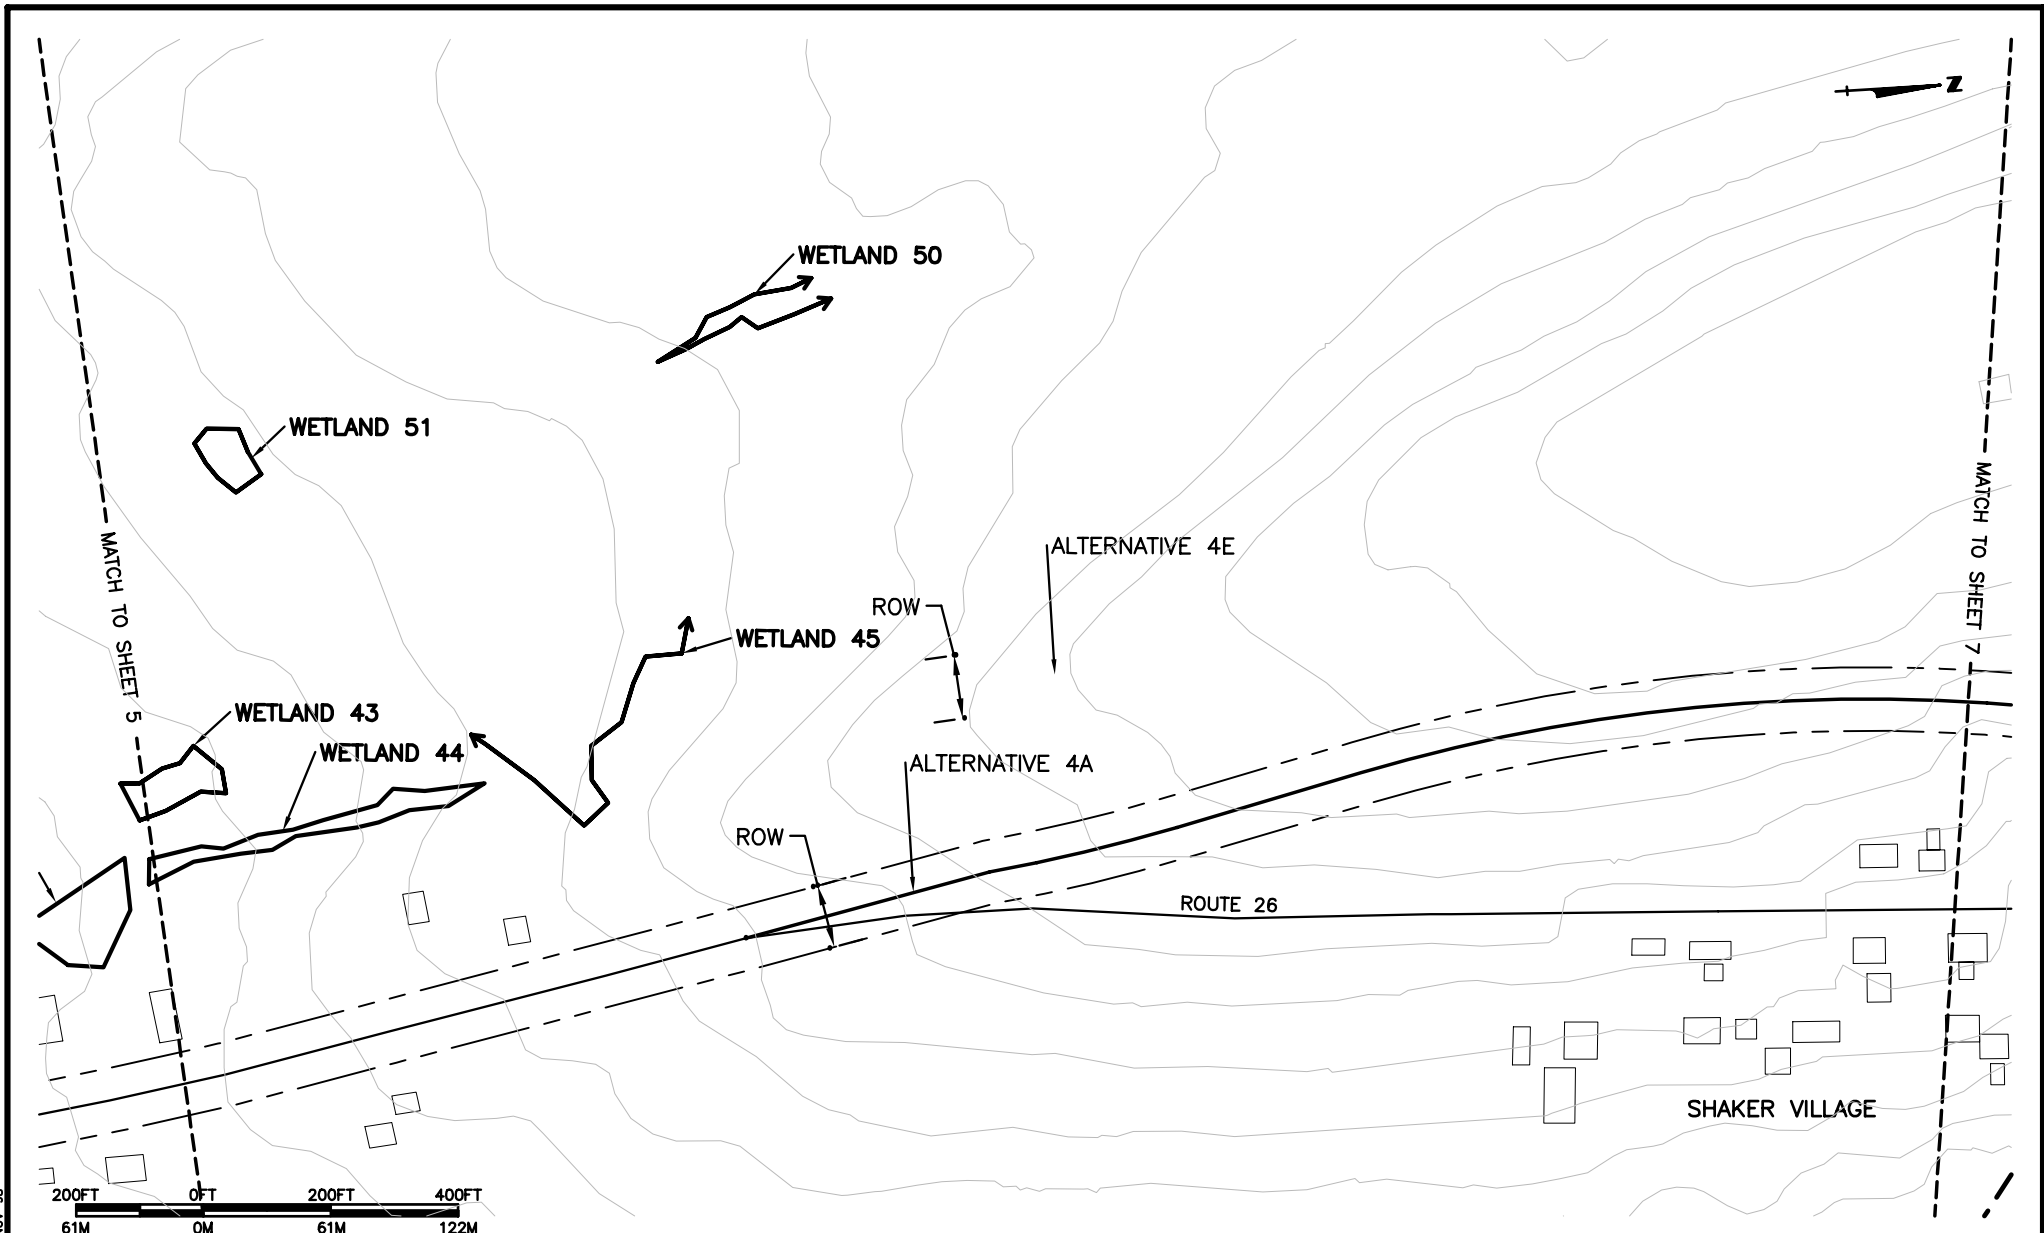 N
WETLAND 50
WETLAND 51
MATCH TO SHEET 7
MATCH TO SHEET 5
ALTERNATIVE 4E
ROW
WETLAND 45
WETLAND 43
WETLAND 44
ALTERNATIVE 4A
ROW
ROUTE 26
SHAKER VILLAGE
200FT 0FT 200FT 400FT
61M 0M 61M 122M